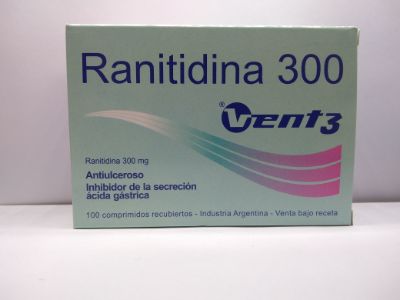 Ranitidina 300
® Vent3
Ranitidina 300 mg
Antiulceroso
Inhibidor de la secreción
ácida gástrica
100 comprimidos recubiertos - Industria Argentina - Venta bajo receta